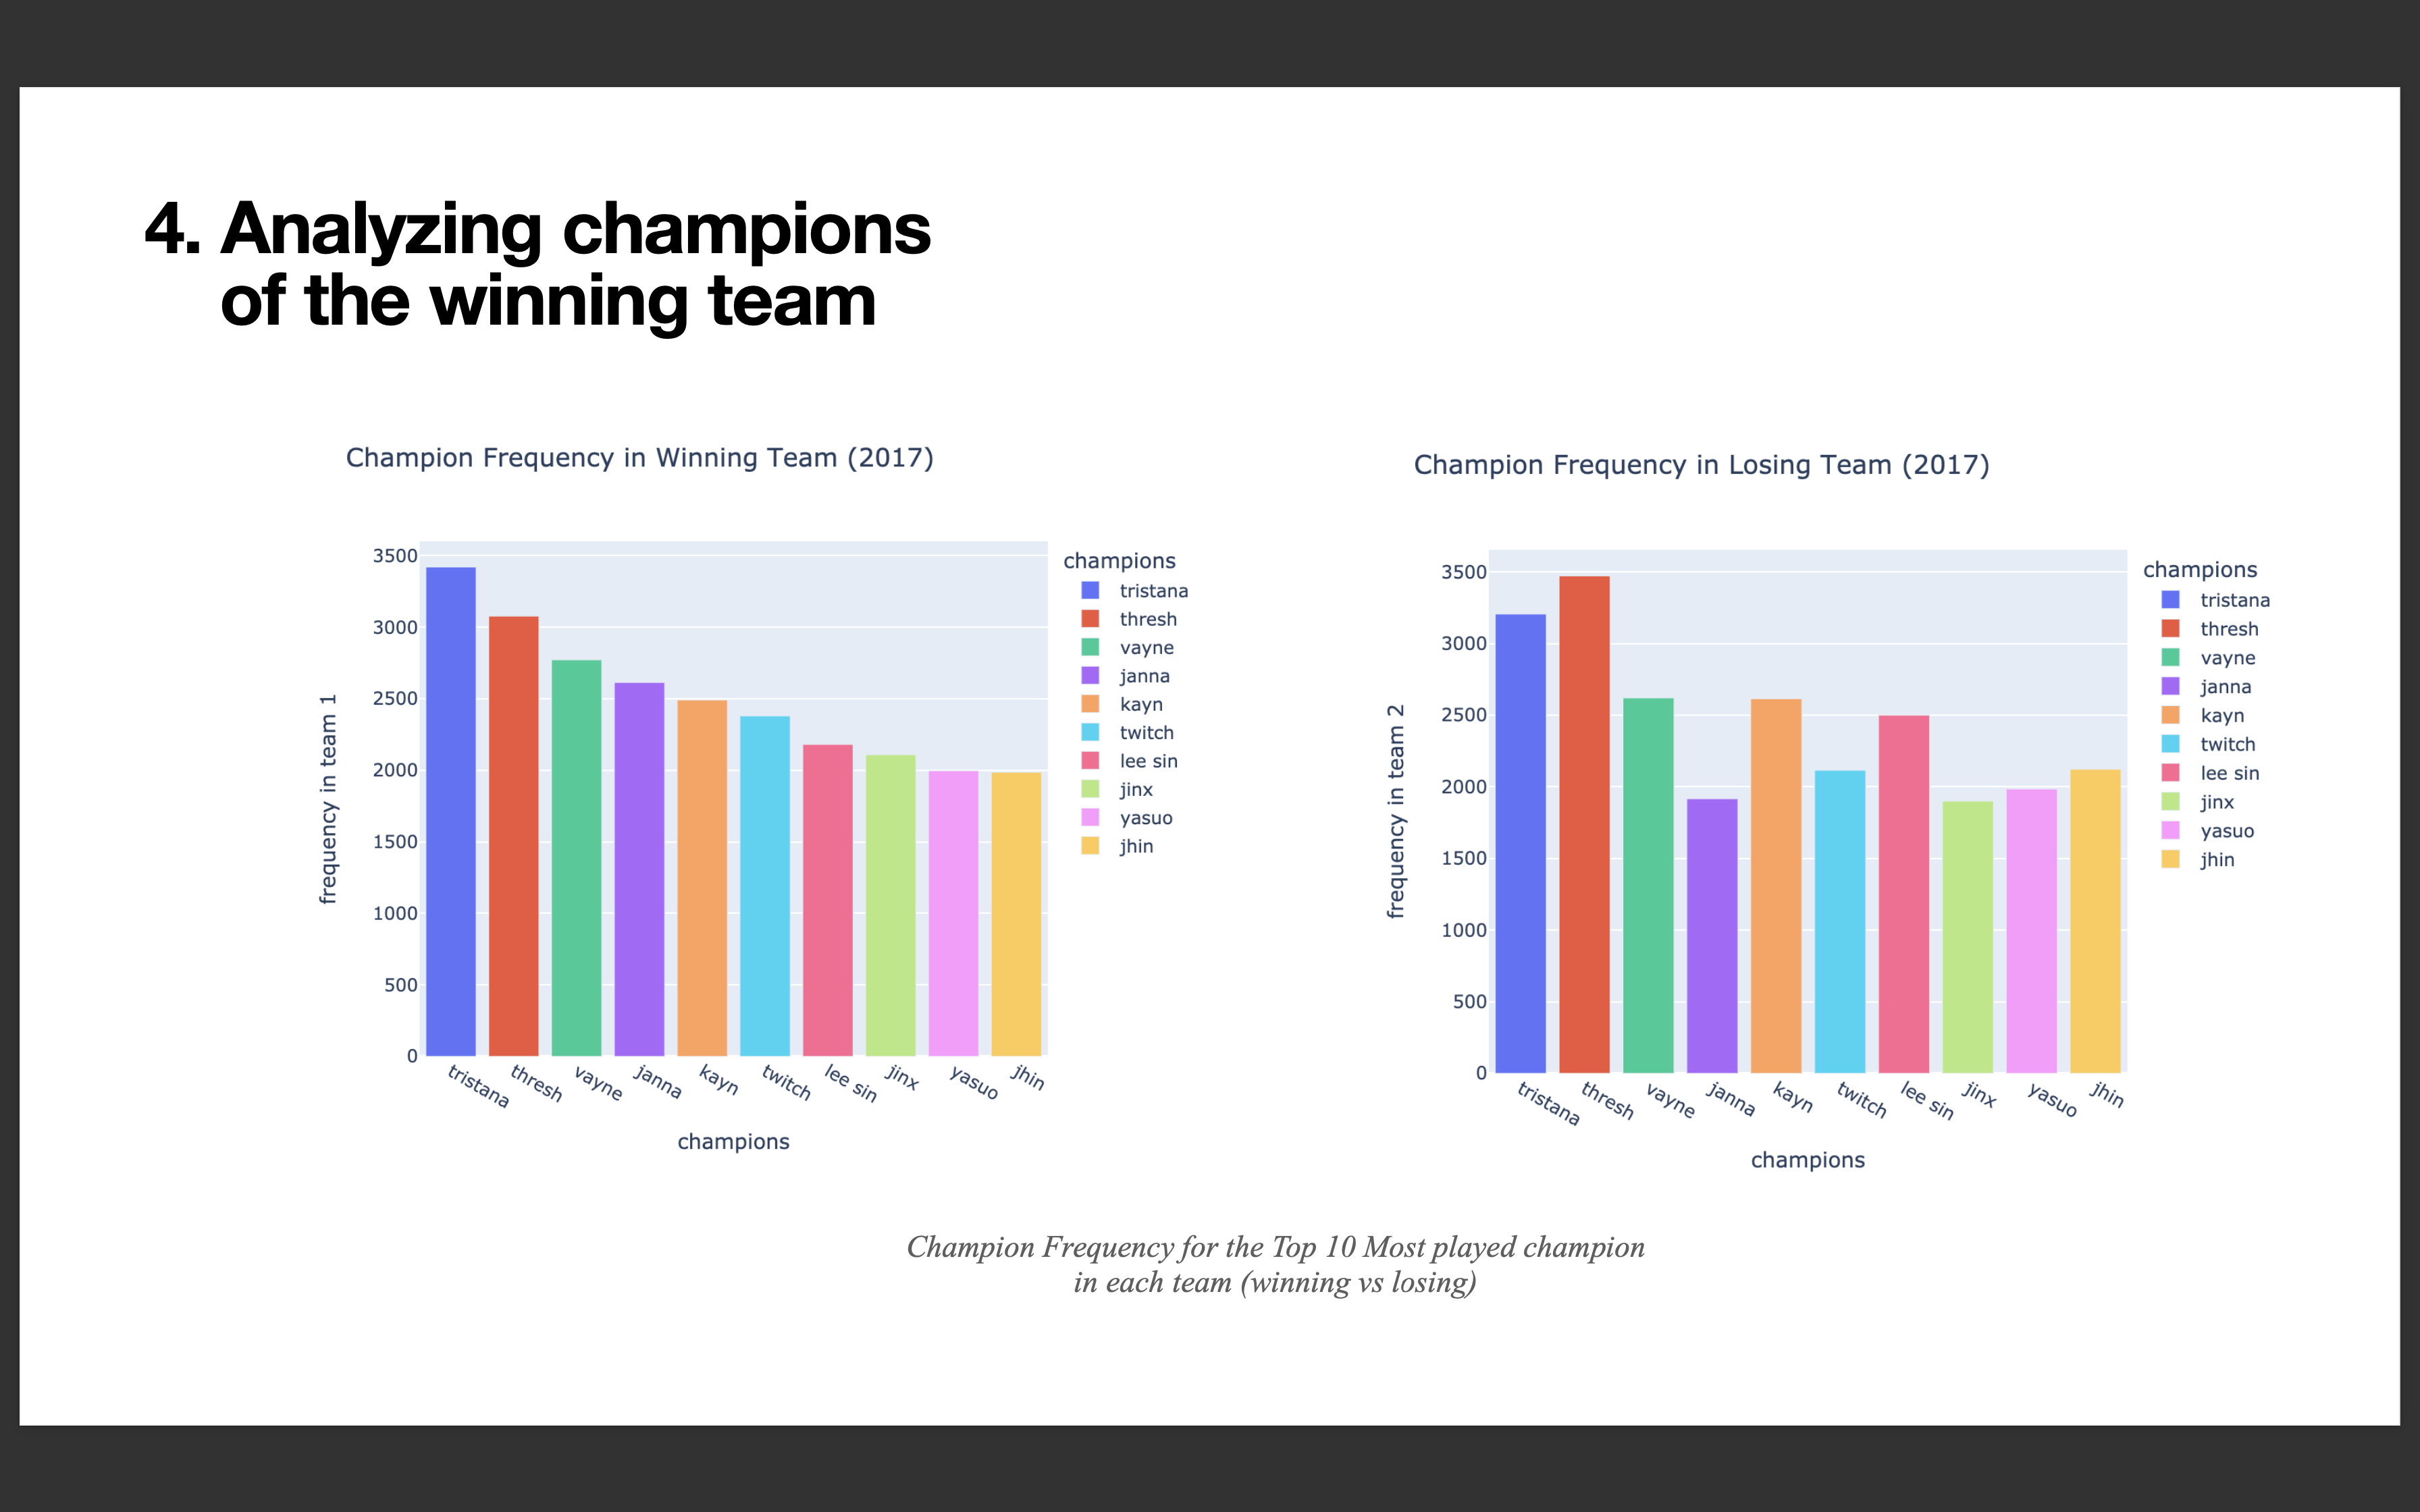 4. Analyzing champions
of the winning team
Champion Frequency in Winning Team (2017)
frequency in team 1
3500
3000
2500
2000
1500
1000
500
0
tristana
thresh
vayne
janna
kayn
twitch
lee sin
jinx
yasuo
jhin
champions
champions
tristana
thresh
vayne
janna
kayn
twitch
lee sin
jinx
yasuo
jhin
Champion Frequency in Losing Team (2017)
frequency in team 2
3500
3000
2500
2000
1500
1000
500
0
tristana
thresh
vayne
janna
kayn
twitch
lee sin
jinx
yasuo
jhin
champions
champions
tristana
thresh
vayne
janna
kayn
twitch
lee sin
jinx
yasuo
jhin
Champion Frequency for the Top 10 Most played champion
in each team (winning vs losing)